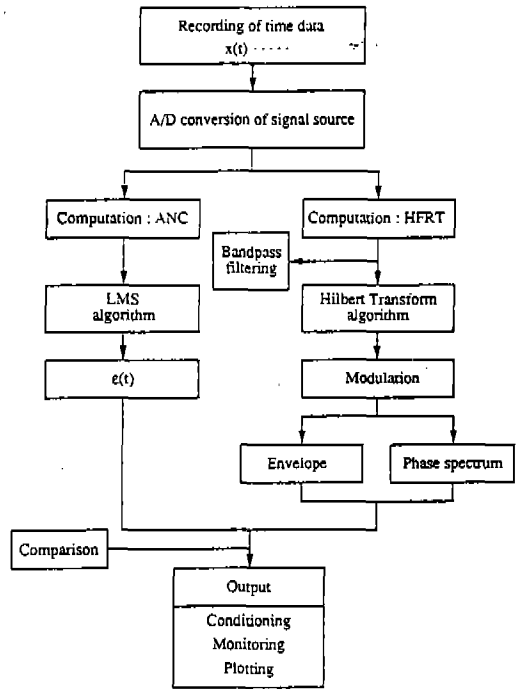 Recording of time data
x(t) ·····
A/D conversion of signal source
Computation : ANC
Computation : HFRT
Bandpass
filtering
LMS
algorithm
Hilbert Transform
algorithm
e(t)
Modulation
Envelope
Phase spectrum
Comparison
Output
Conditioning
Monitoring
Plotting